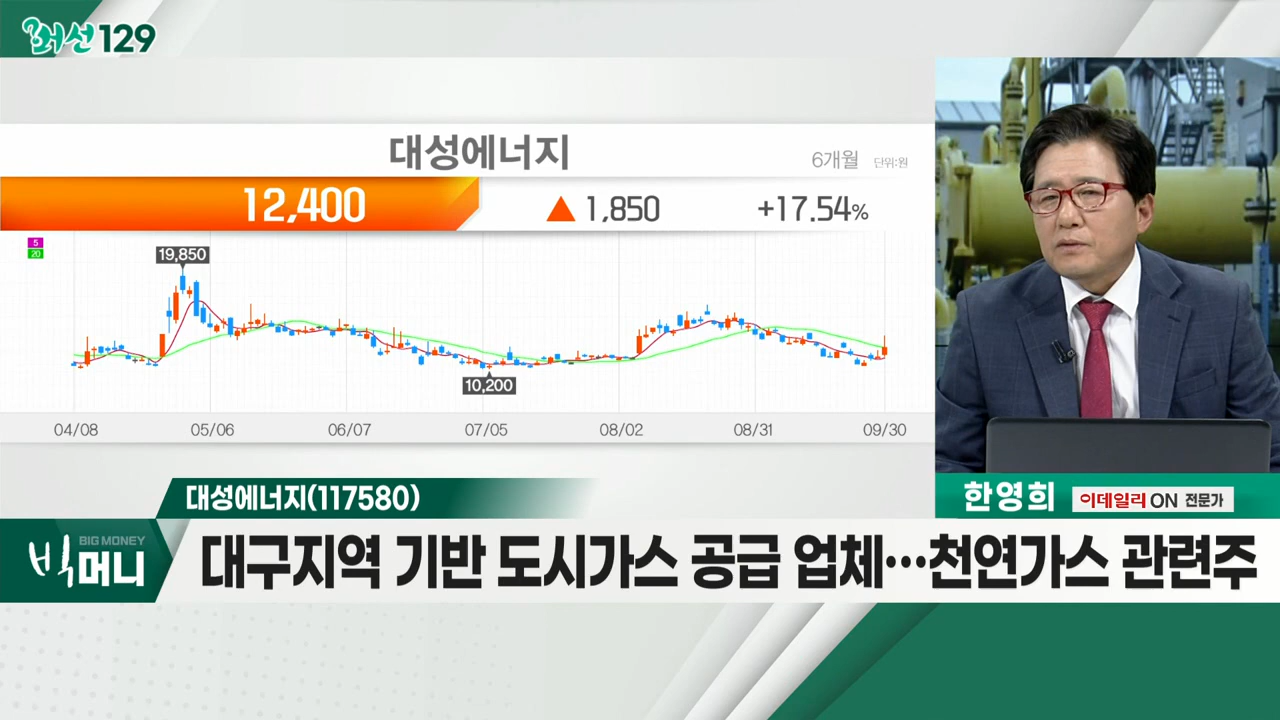 최선129
대성에너지
6개월 단위:원
12,400 ▲ 1,850 +17.54%
5
20
19,850
10,200
04/08 05/06 06/07 07/05 08/02 08/31 09/30
대성에너지(117580)
한영희 이데일리ON 전문가
BIG MONEY
빅머니
대구지역 기반 도시가스 공급 업체…천연가스 관련주